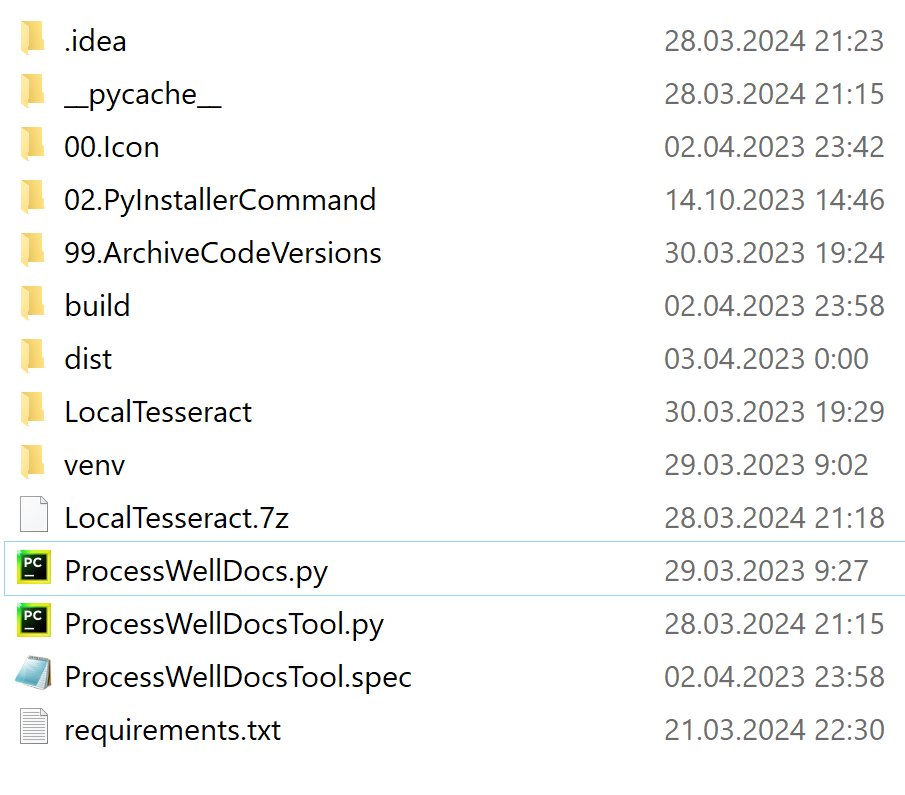 .idea 28.03.2024 21:23
__pycache__ 28.03.2024 21:15
00.Icon 02.04.2023 23:42
02.PyInstallerCommand 14.10.2023 14:46
99.ArchiveCodeVersions 30.03.2023 19:24
build 02.04.2023 23:58
dist 03.04.2023 0:00
LocalTesseract 30.03.2023 19:29
venv 29.03.2023 9:02
LocalTesseract.7z 28.03.2024 21:18
PC ProcessWellDocs.py 29.03.2023 9:27
PC ProcessWellDocsTool.py 28.03.2024 21:15
ProcessWellDocsTool.spec 02.04.2023 23:58
requirements.txt 21.03.2024 22:30